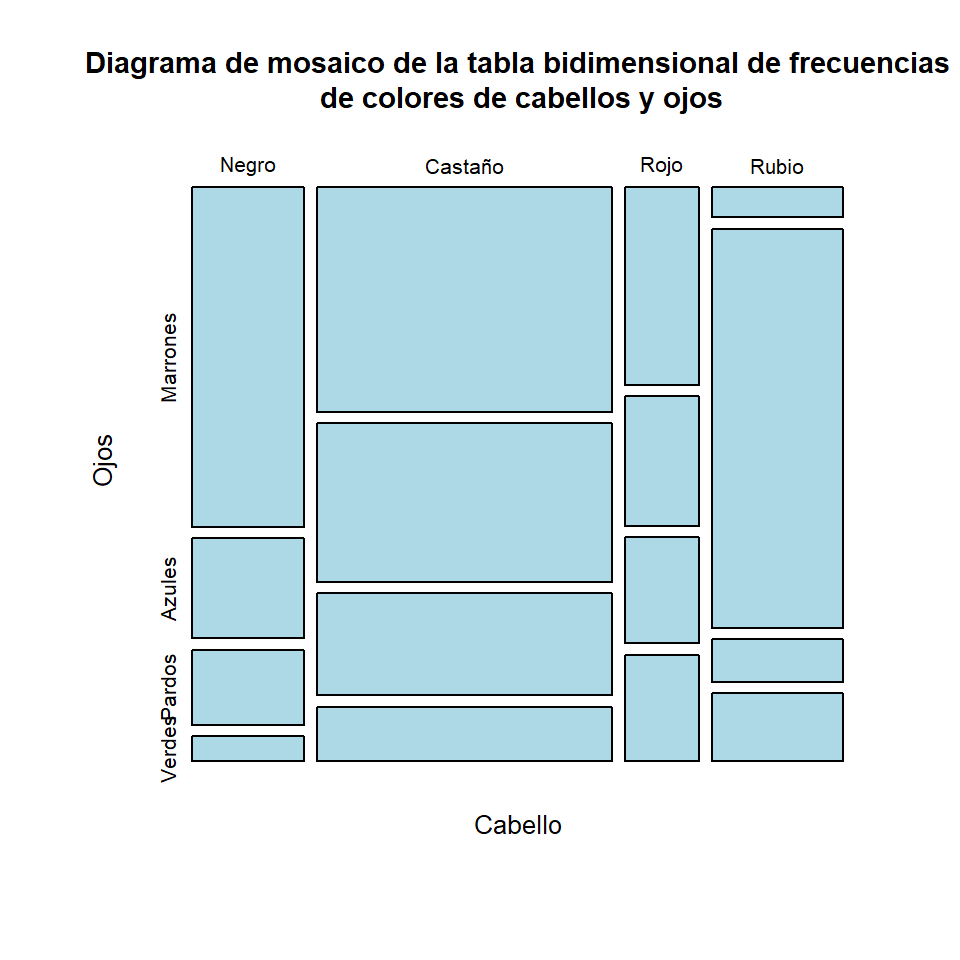 Diagrama de mosaico de la tabla bidimensional de frecuencias
de colores de cabellos y ojos
Negro
Castaño
Rojo
Rubio
Marrones
Azules
Pardos
Verdes
Ojos
Cabello